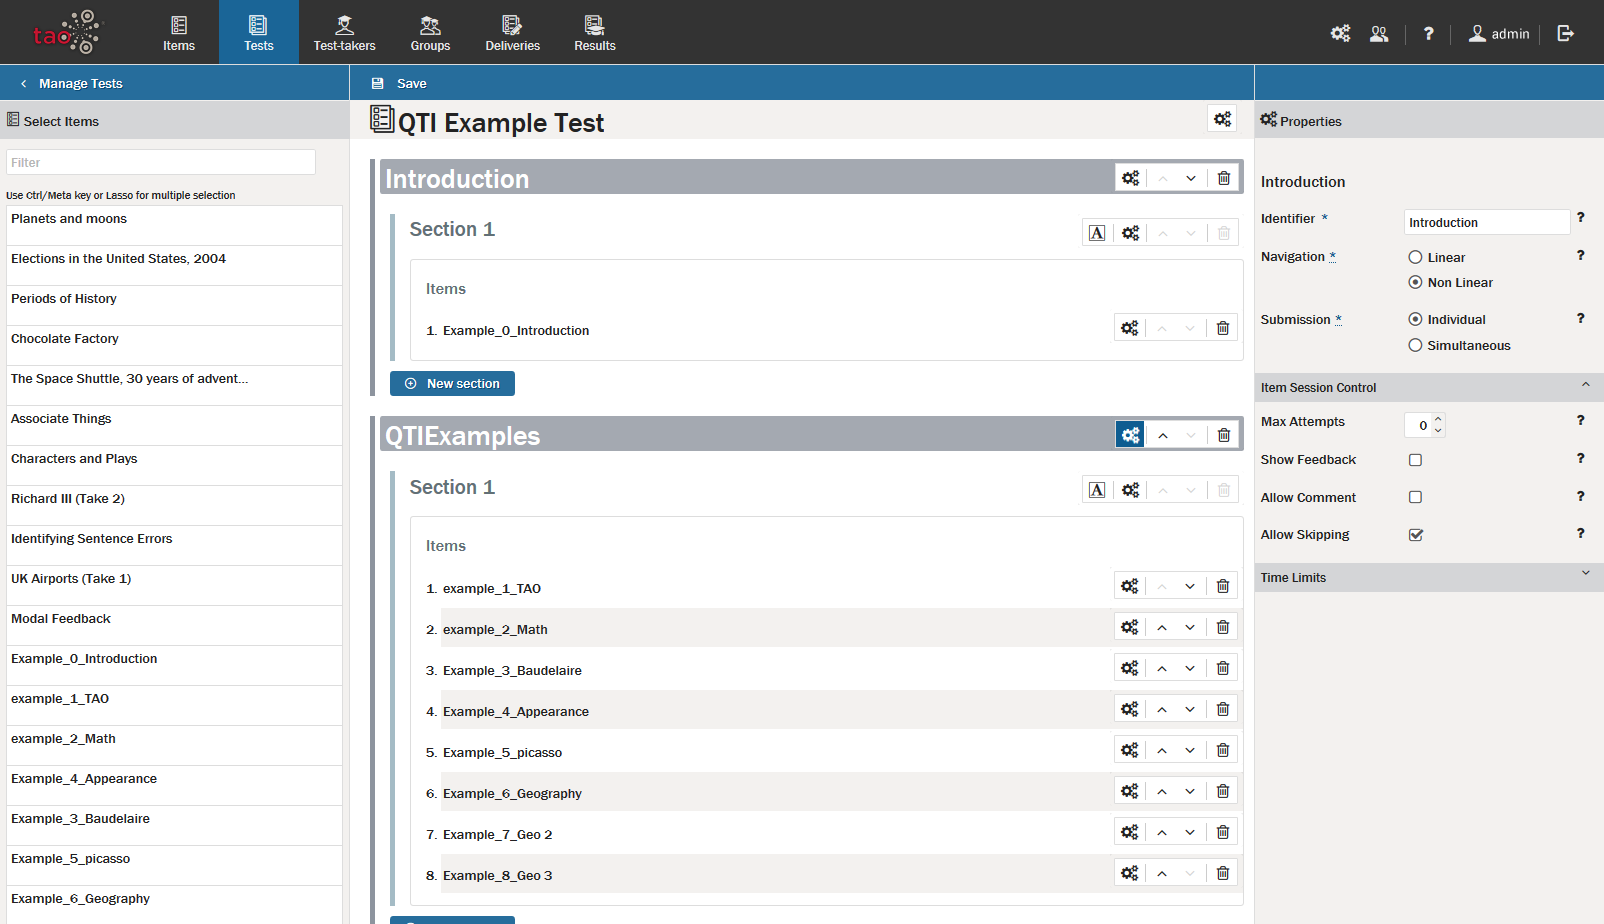 tao
Items
Tests
Test-takers
Groups
Deliveries
Results
?
admin
Manage Tests
Save
Select Items
Filter
Use Ctrl/Meta key or Lasso for multiple selection
Planets and moons
Elections in the United States, 2004
Periods of History
Chocolate Factory
The Space Shuttle, 30 years of advent...
Associate Things
Characters and Plays
Richard III (Take 2)
Identifying Sentence Errors
UK Airports (Take 1)
Modal Feedback
Example_0_Introduction
example_1_TAO
example_2_Math
Example_4_Appearance
Example_3_Baudelaire
Example_5_picasso
Example_6_Geography
QTI Example Test
Introduction
Section 1
A
Items
1. Example_0_Introduction
New section
QTIExamples
Section 1
A
Items
1. example_1_TAO
2. example_2_Math
3. Example_3_Baudelaire
4. Example_4_Appearance
5. Example_5_picasso
6. Example_6_Geography
7. Example_7_Geo 2
8. Example_8_Geo 3
Properties
Introduction
Identifier * Introduction ?
Navigation * Linear ?
Non Linear
Submission * Individual ?
Simultaneous
Item Session Control
Max Attempts 0 ?
Show Feedback ?
Allow Comment ?
Allow Skipping ?
Time Limits